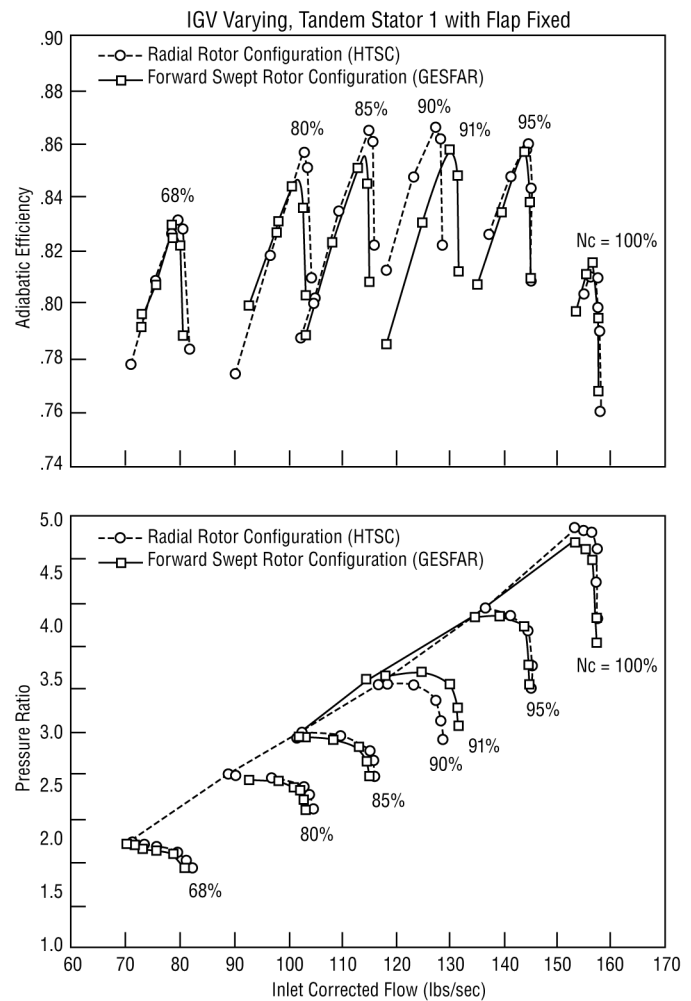 IGV Varying, Tandem Stator 1 with Flap Fixed
.90
.88
.86
.84
.82
.80
.78
.76
.74
Adiabatic Efficiency
Radial Rotor Configuration (HTSC)
Forward Swept Rotor Configuration (GESFAR)
68%
80%
85%
90%
91%
95%
Nc = 100%
5.0
4.5
4.0
3.5
3.0
2.5
2.0
1.5
1.0
Pressure Ratio
Radial Rotor Configuration (HTSC)
Forward Swept Rotor Configuration (GESFAR)
Nc = 100%
95%
91%
90%
85%
80%
68%
60 70 80 90 100 110 120 130 140 150 160 170
Inlet Corrected Flow (lbs/sec)